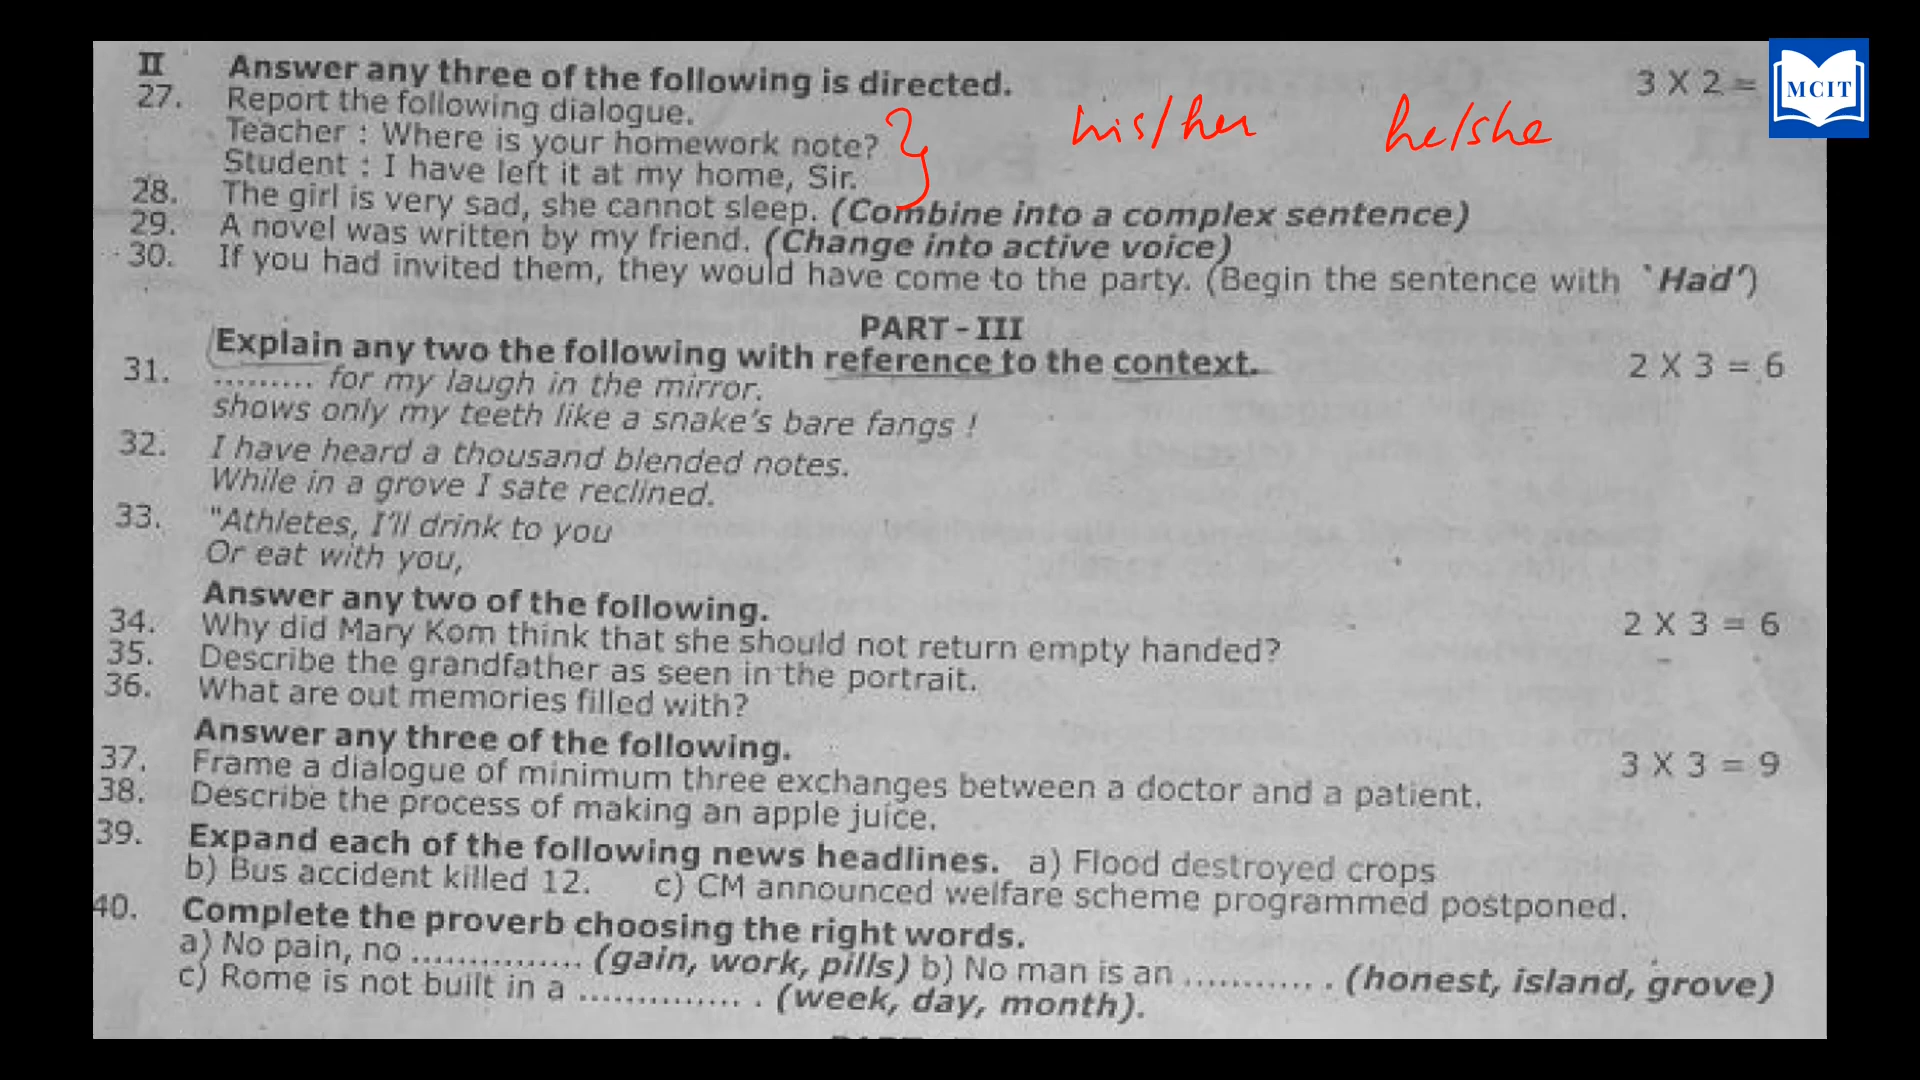 II Answer any three of the following is directed. 3 X 2 =
MCIT
27. Report the following dialogue.
his/her he/she
Teacher : Where is your homework note?
Student : I have left it at my home, Sir.
28. The girl is very sad, she cannot sleep. (Combine into a complex sentence)
29. A novel was written by my friend. (Change into active voice)
30. If you had invited them, they would have come to the party. (Begin the sentence with `Had')
PART - III
Explain any two the following with reference to the context. 2 X 3 = 6
31. ......... for my laugh in the mirror.
shows only my teeth like a snake's bare fangs !
32. I have heard a thousand blended notes.
While in a grove I sate reclined.
33. "Athletes, I'll drink to you
Or eat with you,
Answer any two of the following. 2 X 3 = 6
34. Why did Mary Kom think that she should not return empty handed?
35. Describe the grandfather as seen in the portrait.
36. What are out memories filled with?
Answer any three of the following. 3 X 3 = 9
37. Frame a dialogue of minimum three exchanges between a doctor and a patient.
38. Describe the process of making an apple juice.
39. Expand each of the following news headlines. a) Flood destroyed crops
b) Bus accident killed 12. c) CM announced welfare scheme programmed postponed.
40. Complete the proverb choosing the right words.
a) No pain, no ............... (gain, work, pills) b) No man is an ........... . (honest, island, grove)
c) Rome is not built in a .............. . (week, day, month).